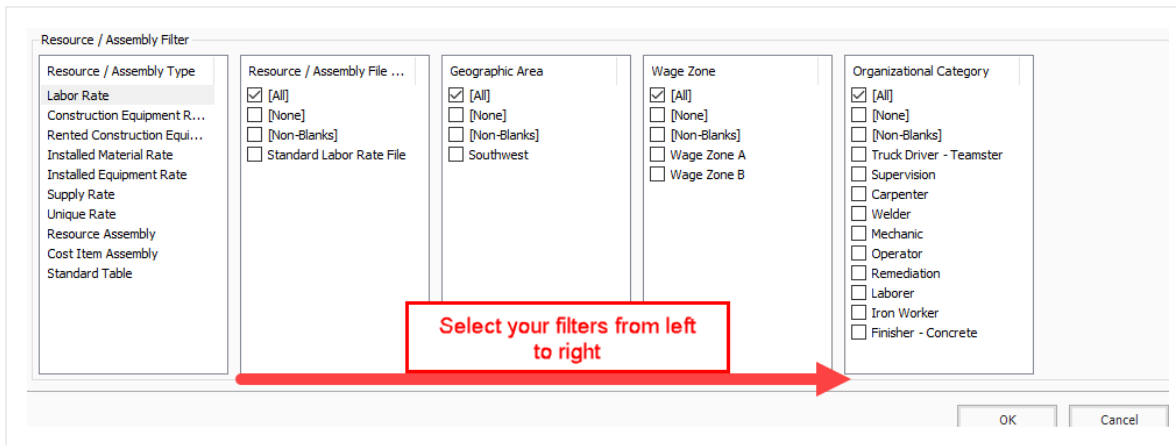 Resource / Assembly Filter
Resource / Assembly Type
Labor Rate
Construction Equipment R...
Rented Construction Equi...
Installed Material Rate
Installed Equipment Rate
Supply Rate
Unique Rate
Resource Assembly
Cost Item Assembly
Standard Table
Resource / Assembly File ...
[All]
[None]
[Non-Blanks]
Standard Labor Rate File
Geographic Area
[All]
[None]
[Non-Blanks]
Southwest
Wage Zone
[All]
[None]
[Non-Blanks]
Wage Zone A
Wage Zone B
Organizational Category
[All]
[None]
[Non-Blanks]
Truck Driver - Teamster
Supervision
Carpenter
Welder
Mechanic
Operator
Remediation
Laborer
Iron Worker
Finisher - Concrete
Select your filters from left
to right
OK
Cancel